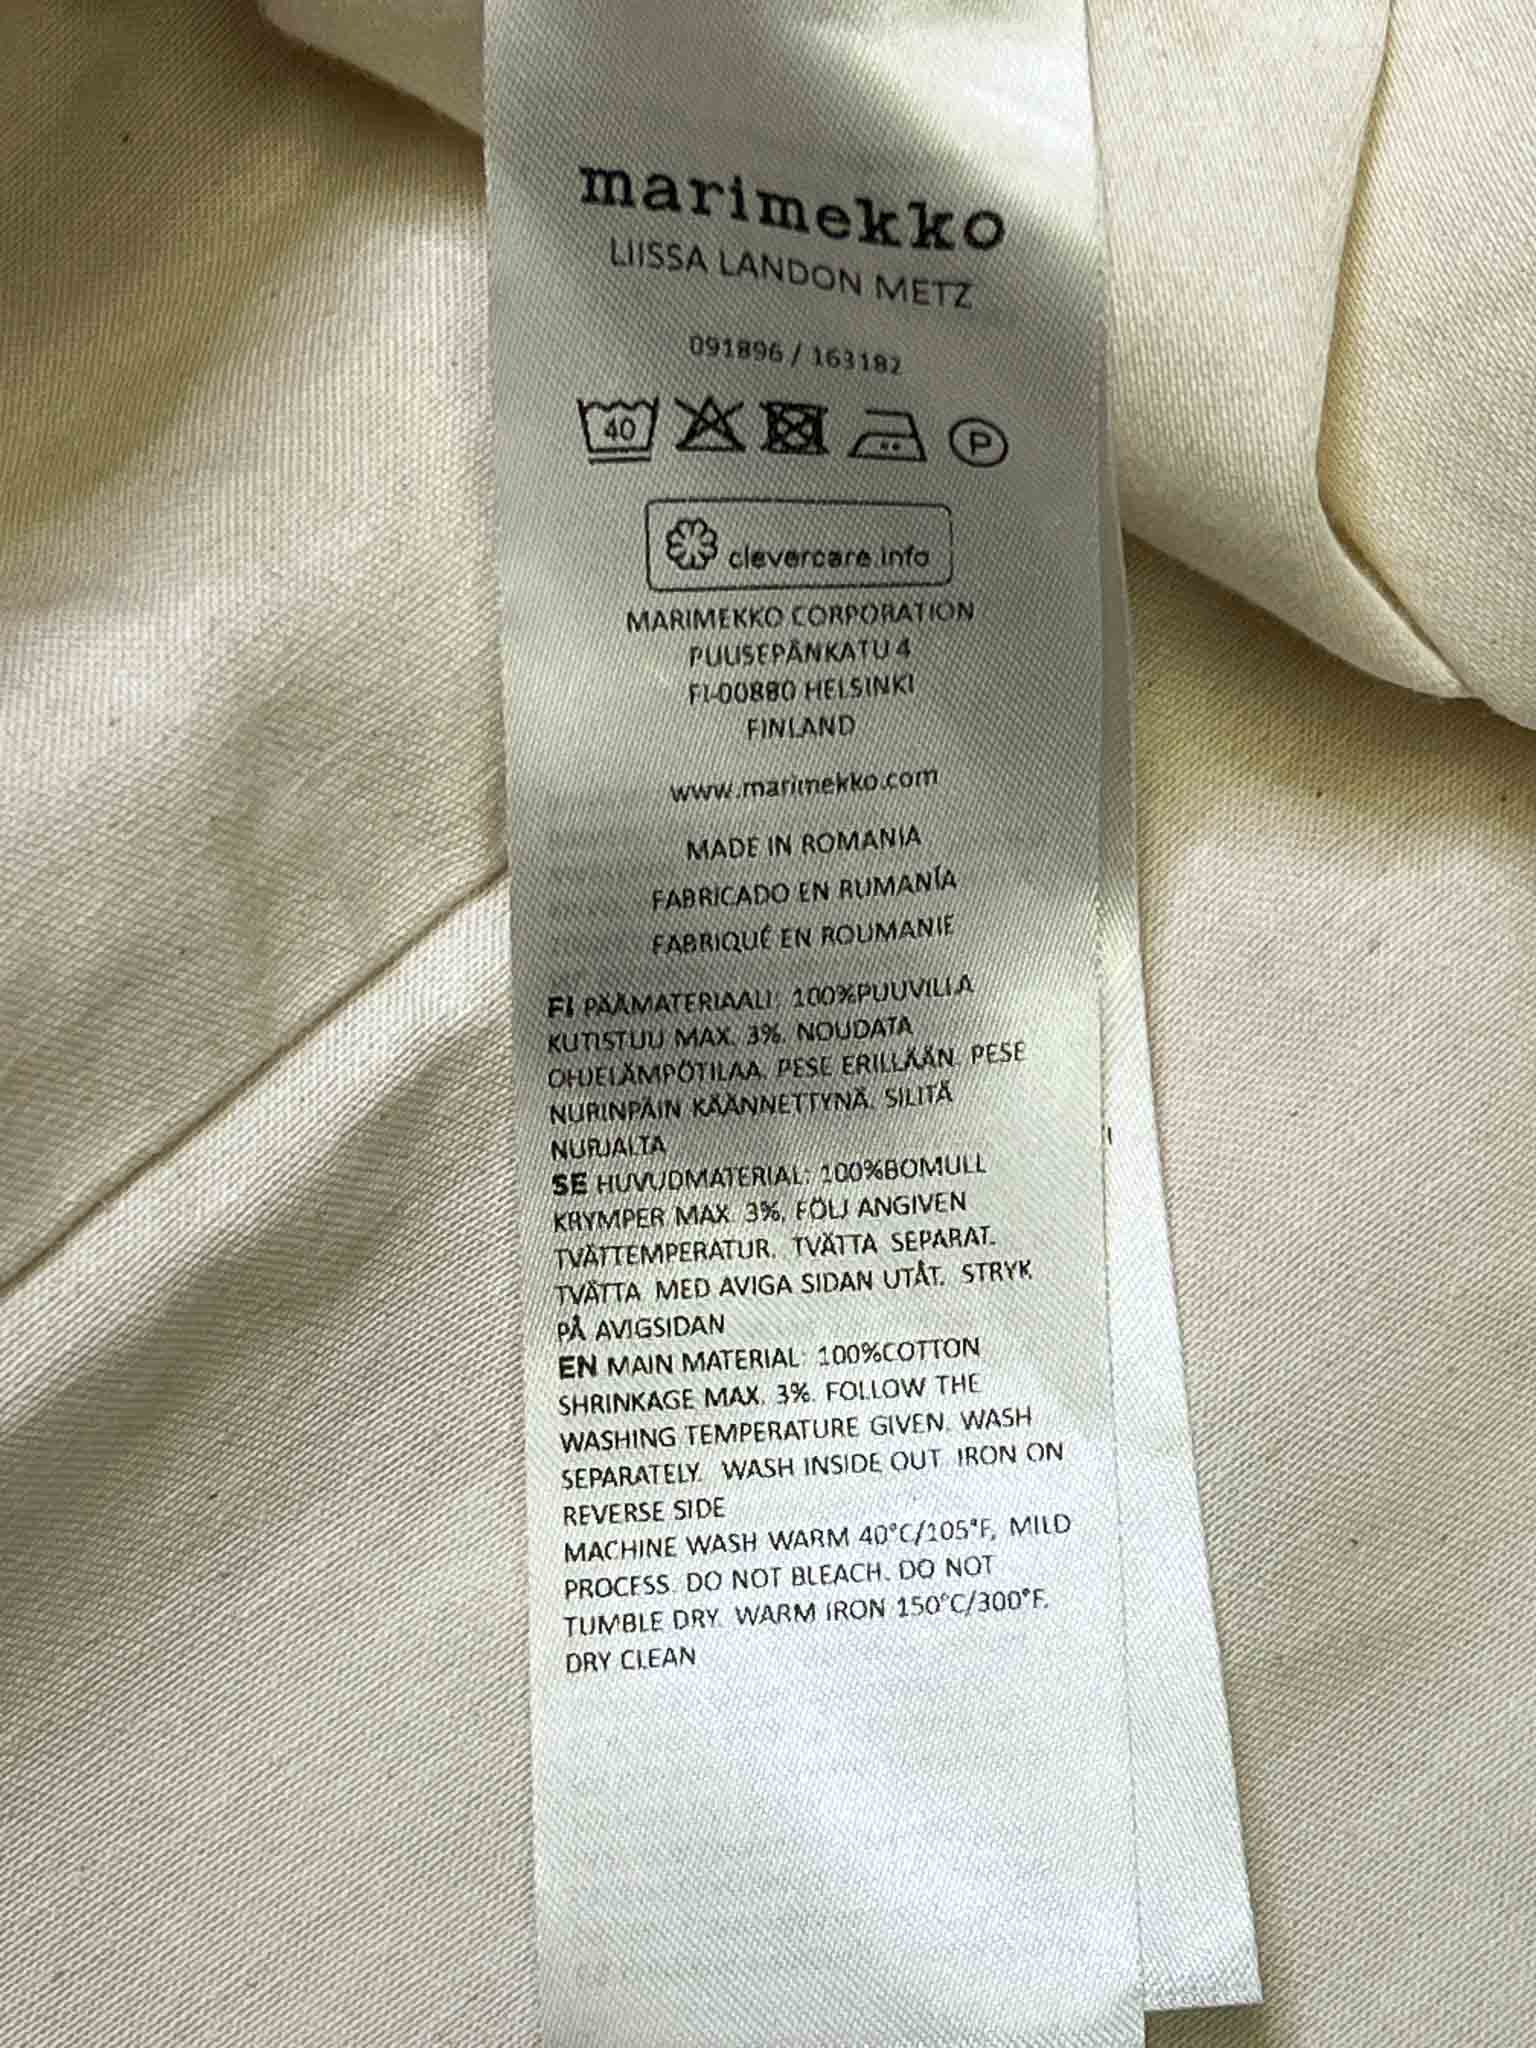 marimekko
LIISSA LANDON METZ
091896 / 163182
40
P
clevercare.info
MARIMEKKO CORPORATION
PUUSEPÄNKATU 4
FI-00880 HELSINKI
FINLAND
www.marimekko.com
MADE IN ROMANIA
FABRICADO EN RUMANÍA
FABRIQUÉ EN ROUMANIE
FI PÄÄMATERIAALI: 100%PUUVILLA
KUTISTUU MAX. 3%. NOUDATA
OHJELÄMPÖTILAA. PESE ERILLÄÄN. PESE
NURINPÄIN KÄÄNNETTYNÄ. SILITÄ
NURJALTA
SE HUVUDMATERIAL: 100%BOMULL
KRYMPER MAX. 3%. FÖLJ ANGIVEN
TVÄTTEMPERATUR. TVÄTTA SEPARAT.
TVÄTTA MED AVIGA SIDAN UTÅT. STRYK
PÅ AVIGSIDAN
EN MAIN MATERIAL: 100%COTTON
SHRINKAGE MAX. 3%. FOLLOW THE
WASHING TEMPERATURE GIVEN. WASH
SEPARATELY. WASH INSIDE OUT. IRON ON
REVERSE SIDE
MACHINE WASH WARM 40°C/105°F, MILD
PROCESS. DO NOT BLEACH. DO NOT
TUMBLE DRY. WARM IRON 150°C/300°F.
DRY CLEAN